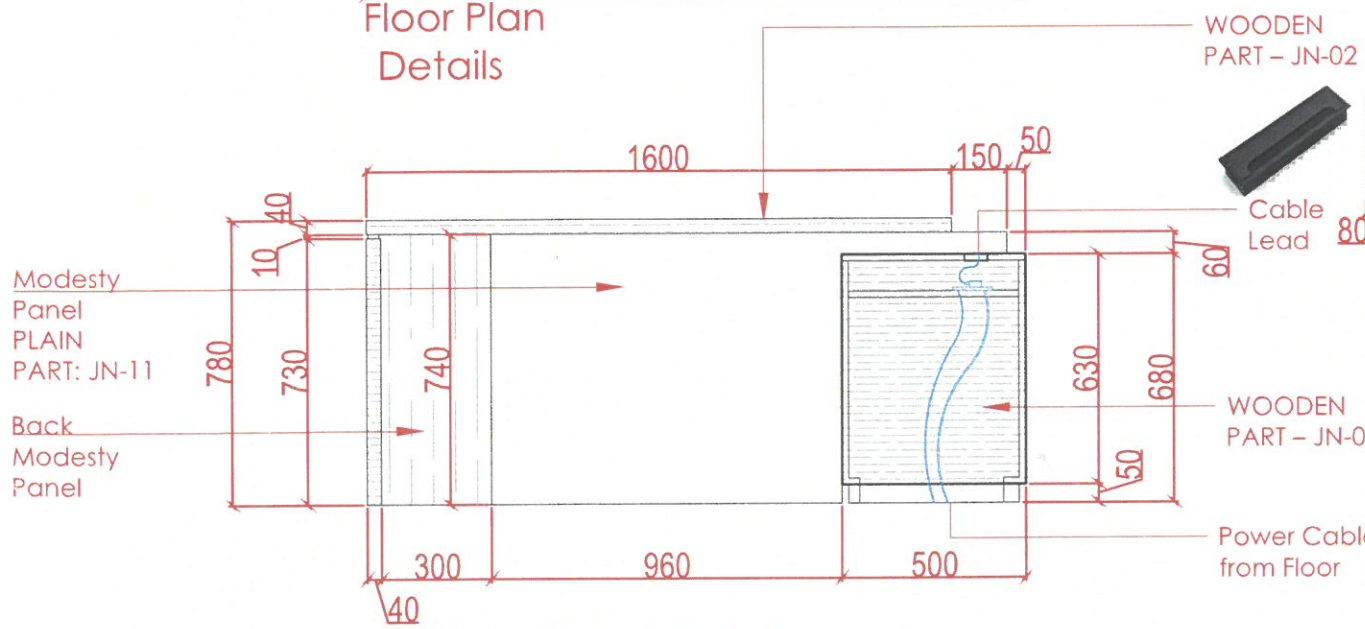 Floor Plan
Details
WOODEN
PART – JN-02
1600
150
50
40
10
Cable
Lead
80
60
Modesty
Panel
PLAIN
PART: JN-11
780
730
740
630
680
Back
Modesty
Panel
WOODEN
PART – JN-0
50
Power Cable
from Floor
300
960
500
40